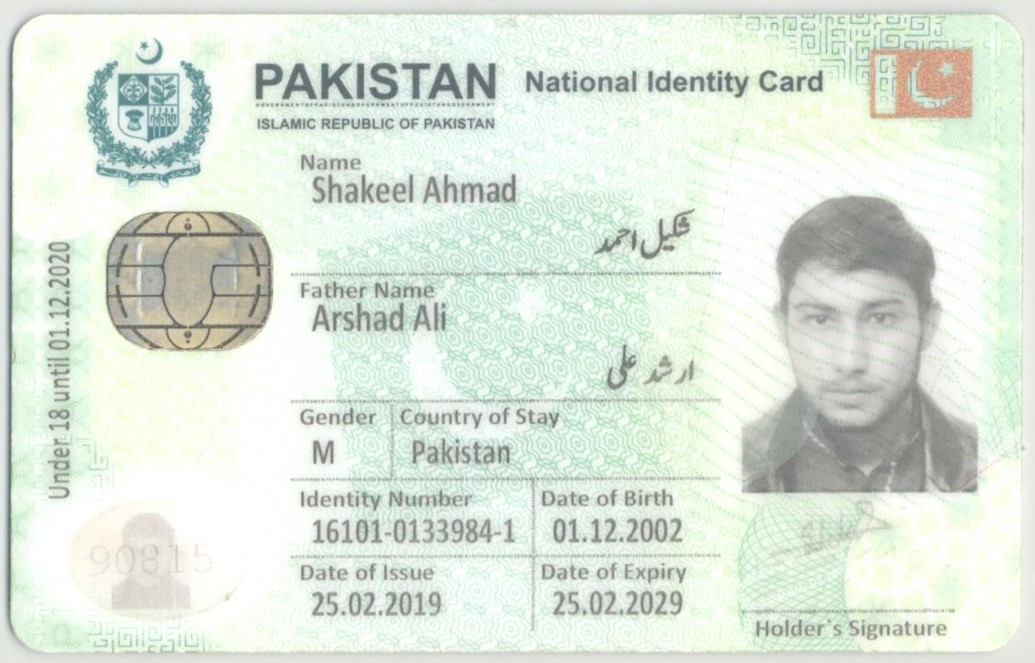 PAKISTAN National Identity Card
ISLAMIC REPUBLIC OF PAKISTAN
Name
Shakeel Ahmad
شکیل احمد
Father Name
Arshad Ali
ارشد علی
Gender Country of Stay
M Pakistan
Identity Number Date of Birth
16101-0133984-1 01.12.2002
Date of Issue Date of Expiry
25.02.2019 25.02.2029
Holder's Signature
Under 18 until 01.12.2020
90815